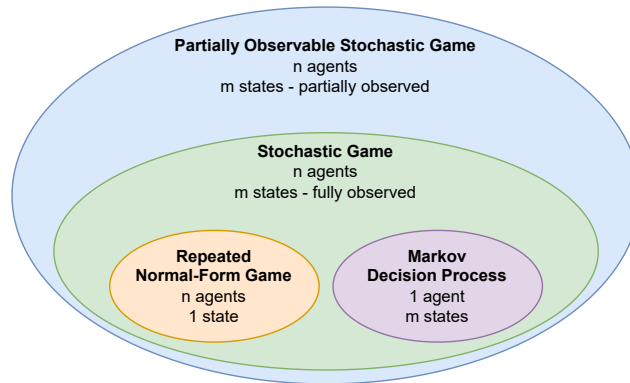 Partially Observable Stochastic Game
n agents
m states - partially observed
Stochastic Game
n agents
m states - fully observed
Repeated
Normal-Form Game
n agents
1 state
Markov
Decision Process
1 agent
m states